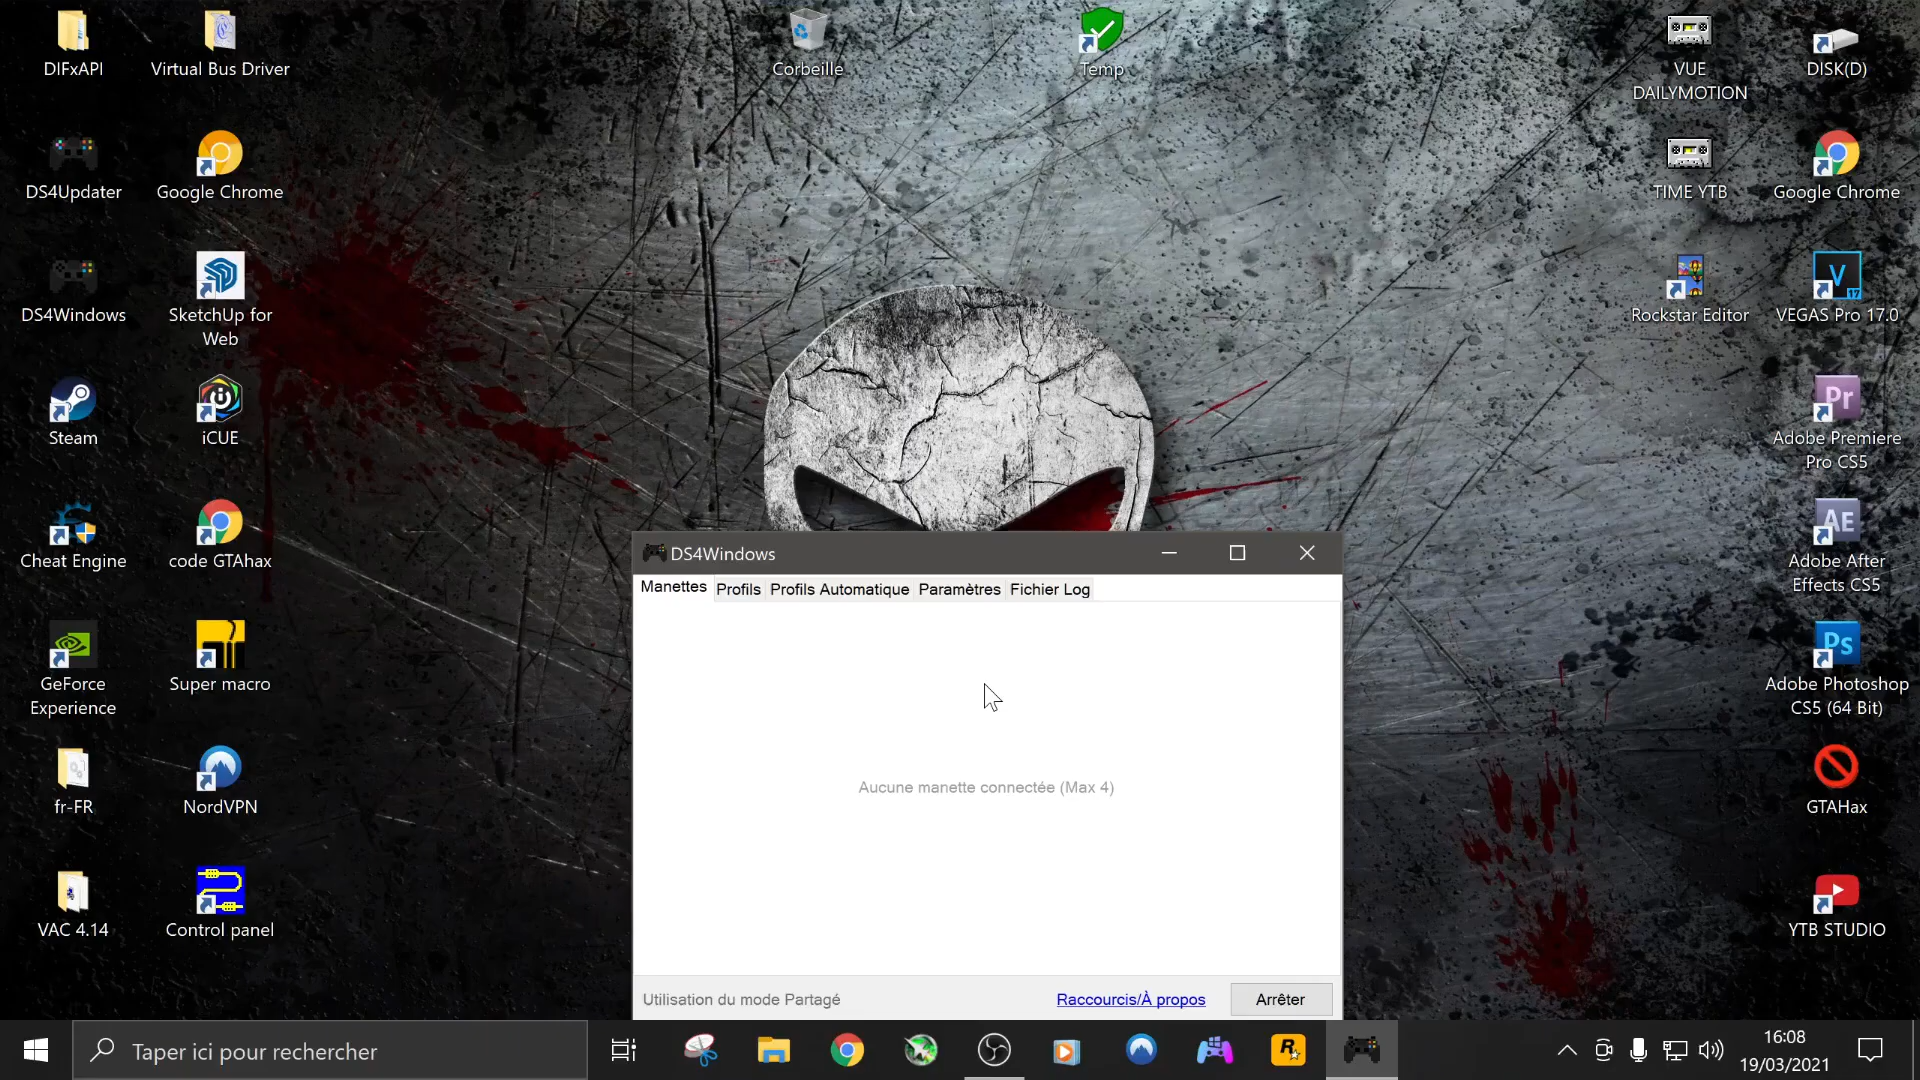 DIFxAPI
Virtual Bus Driver
Corbeille
Temp
VUE
DAILYMOTION
DISK(D)
DS4Updater
Google Chrome
TIME YTB
Google Chrome
DS4Windows
SketchUp for
Web
Rockstar Editor
V
17
VEGAS Pro 17.0
Steam
iCUE
Pr
Adobe Premiere
Pro CS5
Cheat Engine
code GTAhax
AE
Adobe After
Effects CS5
GeForce
Experience
Super macro
Ps
Adobe Photoshop
CS5 (64 Bit)
fr-FR
NordVPN
GTAHax
VAC 4.14
Control panel
YTB STUDIO
DS4Windows
Manettes Profils Profils Automatique Paramètres Fichier Log
Aucune manette connectée (Max 4)
Utilisation du mode Partagé
Raccourcis/À propos
Arrêter
Taper ici pour rechercher
R
16:08
19/03/2021